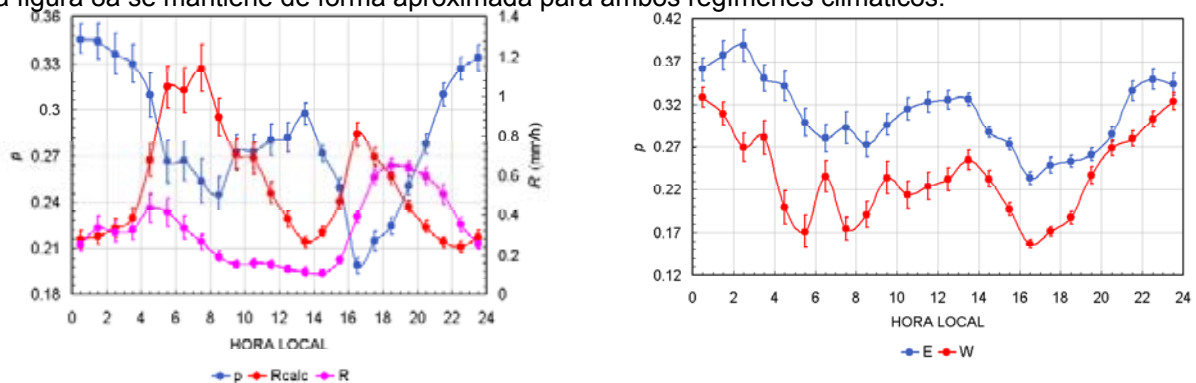 la figura 8a se mantiene de forma aproximada para ambos regímenes climáticos.
0.36
0.33
0.3
0.27
0.24
0.21
0.18
p
1.4
1.2
1
0.8
0.6
0.4
0.2
0
R (mm/h)
0 2 4 6 8 10 12 14 16 18 20 22 24
HORA LOCAL
p Rcalc R
0.42
0.37
0.32
0.27
0.22
0.17
0.12
p
0 2 4 6 8 10 12 14 16 18 20 22 24
HORA LOCAL
E W